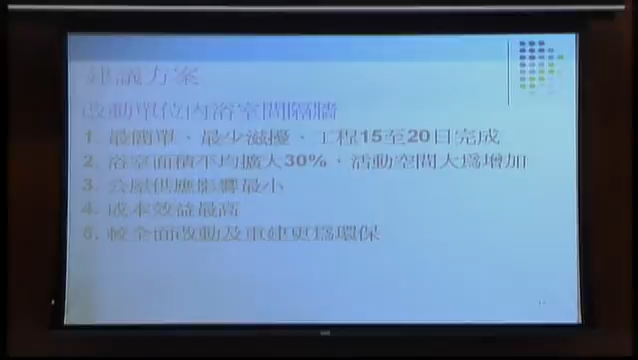 建議方案
改動單位內浴室間隔牆
1. 最簡單、最少滋擾、工程15至20日完成
2. 浴室面積不均擴大30%，活動空間大為增加
3. 公屋供應影響最小
4. 成本效益最高
5. 較全面改動及重建更為環保